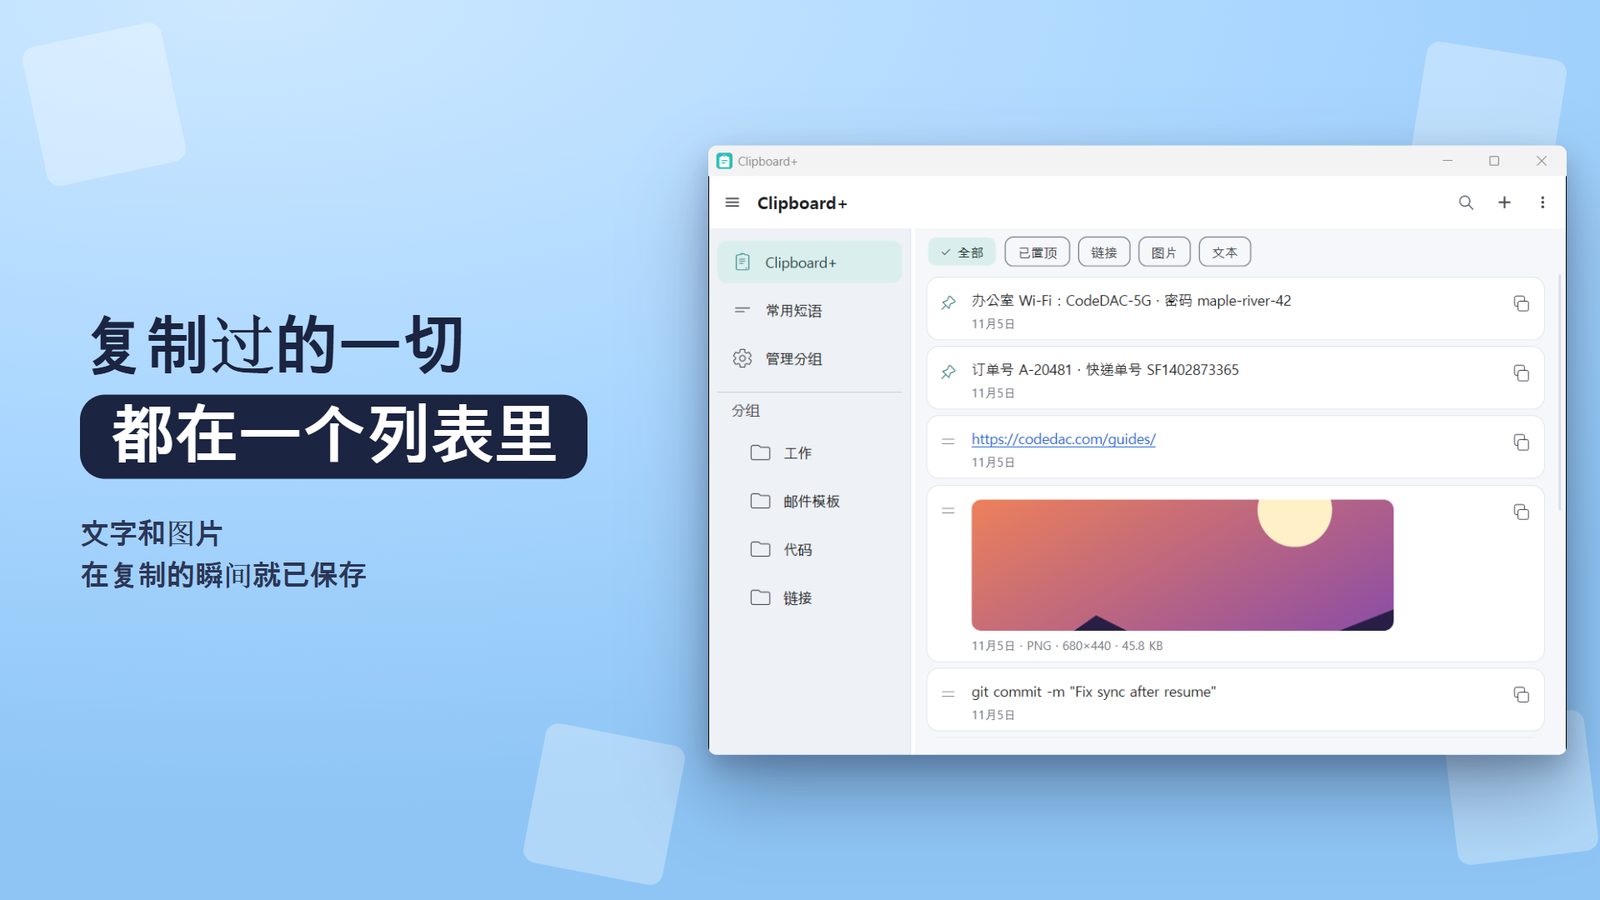 复制过的一切
都在一个列表里
文字和图片
在复制的瞬间就已保存
Clipboard+
Clipboard+
Clipboard+
常用短语
管理分组
分组
工作
邮件模板
代码
链接
全部
已置顶
链接
图片
文本
办公室 Wi-Fi：CodeDAC-5G · 密码 maple-river-42
11月5日
订单号 A-20481 · 快递单号 SF1402873365
11月5日
https://codedac.com/guides/
11月5日
11月5日 · PNG · 680×440 · 45.8 KB
git commit -m "Fix sync after resume"
11月5日